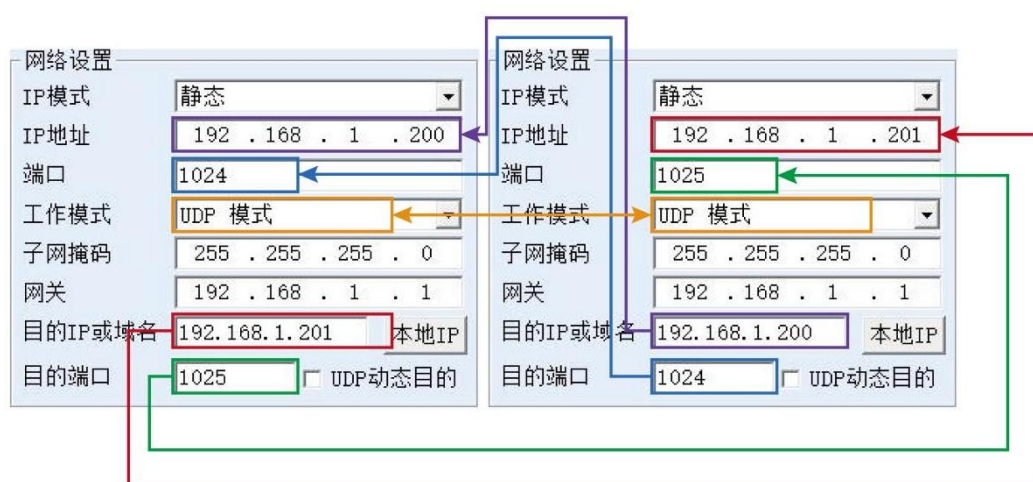 网络设置
IP模式 静态
IP地址 192 .168 . 1 .200
端口 1024
工作模式 UDP 模式
子网掩码 255 .255 .255 . 0
网关 192 .168 . 1 . 1
目的IP或域名 192.168.1.201 本地IP
目的端口 1025 UDP动态目的
网络设置
IP模式 静态
IP地址 192 .168 . 1 .201
端口 1025
工作模式 UDP 模式
子网掩码 255 .255 .255 . 0
网关 192 .168 . 1 . 1
目的IP或域名 192.168.1.200 本地IP
目的端口 1024 UDP动态目的